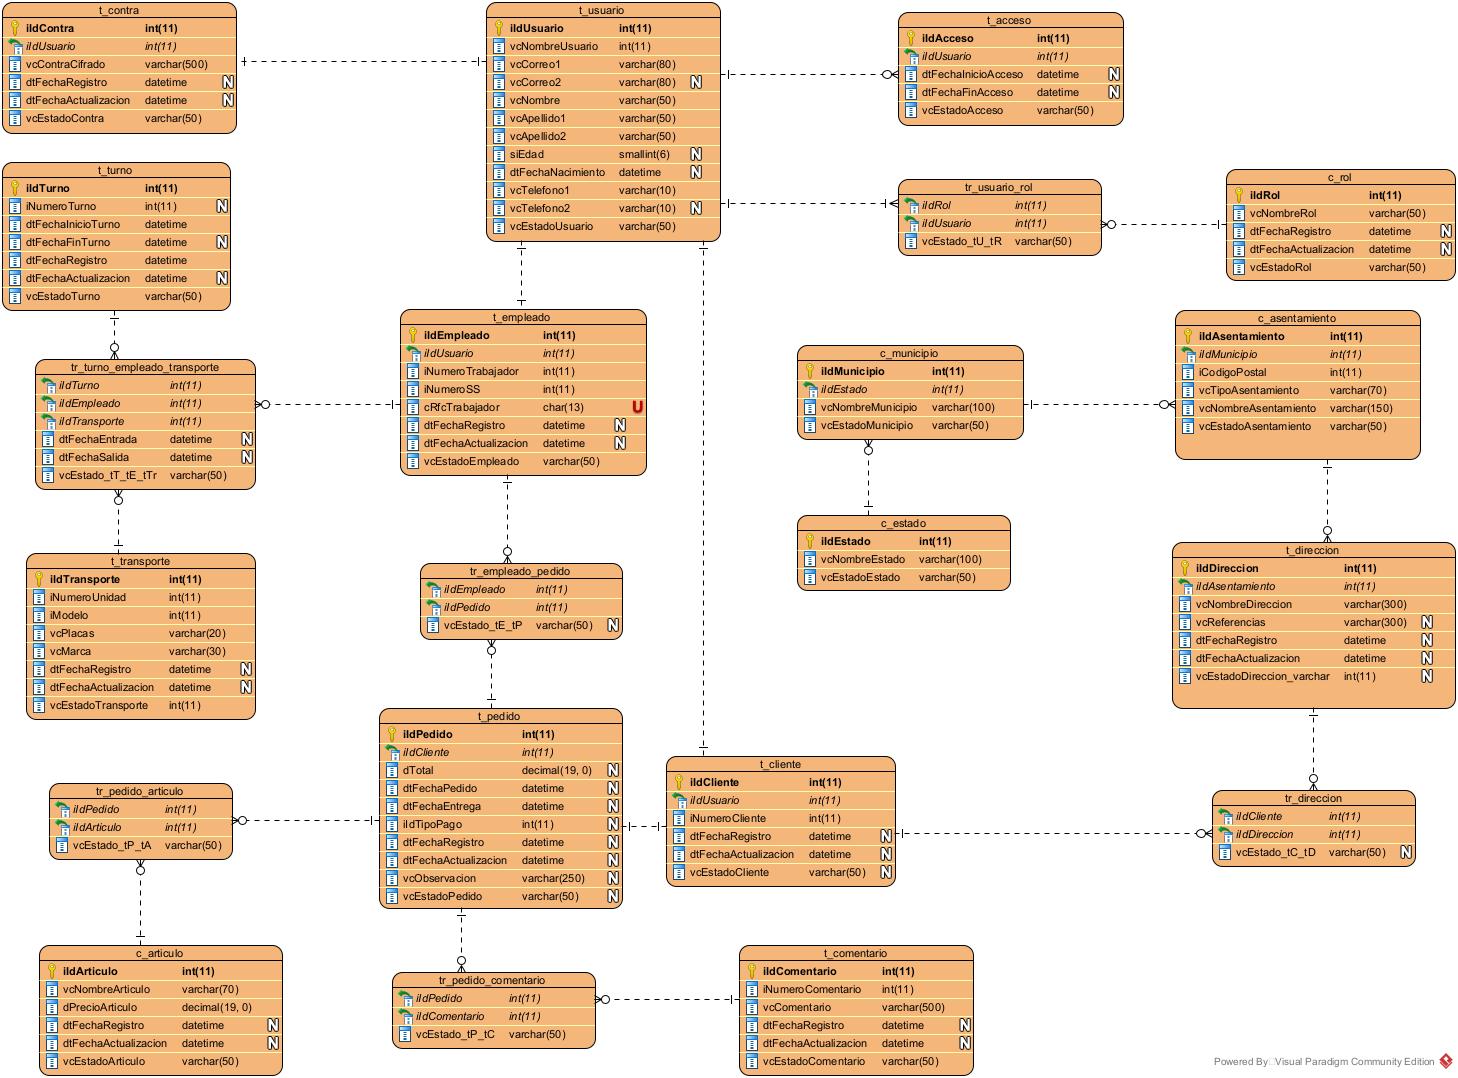 t_contra
iIdContra int(11)
iIdUsuario int(11)
vcContraCifrado varchar(500)
dtFechaRegistro datetime N
dtFechaActualizacion datetime N
vcEstadoContra varchar(50)
t_usuario
iIdUsuario int(11)
vcNombreUsuario int(11)
vcCorreo1 varchar(80)
vcCorreo2 varchar(80) N
vcNombre varchar(50)
vcApellido1 varchar(50)
vcApellido2 varchar(50)
siEdad smallint(6) N
dtFechaNacimiento datetime N
vcTelefono1 varchar(10)
vcTelefono2 varchar(10) N
vcEstadoUsuario varchar(50)
t_acceso
iIdAcceso int(11)
iIdUsuario int(11)
dtFechaInicioAcceso datetime N
dtFechaFinAcceso datetime N
vcEstadoAcceso varchar(50)
t_turno
iIdTurno int(11)
iNumeroTurno int(11) N
dtFechaInicioTurno datetime
dtFechaFinTurno datetime N
dtFechaRegistro datetime
dtFechaActualizacion datetime N
vcEstadoTurno varchar(50)
tr_usuario_rol
iIdRol int(11)
iIdUsuario int(11)
vcEstado_tU_tR varchar(50)
c_rol
iIdRol int(11)
vcNombreRol varchar(50)
dtFechaRegistro datetime N
dtFechaActualizacion datetime N
vcEstadoRol varchar(50)
t_empleado
iIdEmpleado int(11)
iIdUsuario int(11)
iNumeroTrabajador int(11)
iNumeroSS int(11)
cRfcTrabajador char(13) U
dtFechaRegistro datetime N
dtFechaActualizacion datetime N
vcEstadoEmpleado varchar(50)
c_municipio
iIdMunicipio int(11)
iIdEstado int(11)
vcNombreMunicipio varchar(100)
vcEstadoMunicipio varchar(50)
c_asentamiento
iIdAsentamiento int(11)
iIdMunicipio int(11)
iCodigoPostal int(11)
vcTipoAsentamiento varchar(70)
vcNombreAsentamiento varchar(150)
vcEstadoAsentamiento varchar(50)
tr_turno_empleado_transporte
iIdTurno int(11)
iIdEmpleado int(11)
iIdTransporte int(11)
dtFechaEntrada datetime N
dtFechaSalida datetime N
vcEstado_tT_tE_tTr varchar(50)
c_estado
iIdEstado int(11)
vcNombreEstado varchar(100)
vcEstadoEstado varchar(50)
t_transporte
iIdTransporte int(11)
iNumeroUnidad int(11)
iModelo int(11)
vcPlacas varchar(20)
vcMarca varchar(30)
dtFechaRegistro datetime N
dtFechaActualizacion datetime N
vcEstadoTransporte int(11)
tr_empleado_pedido
iIdEmpleado int(11)
iIdPedido int(11)
vcEstado_tE_tP varchar(50) N
t_direccion
iIdDireccion int(11)
iIdAsentamiento int(11)
vcNombreDireccion varchar(300)
vcReferencias varchar(300) N
dtFechaRegistro datetime N
dtFechaActualizacion datetime N
vcEstadoDireccion_varchar int(11) N
t_pedido
iIdPedido int(11)
iIdCliente int(11)
dTotal decimal(19, 0) N
dtFechaPedido datetime N
dtFechaEntrega datetime N
iIdTipoPago int(11) N
dtFechaRegistro datetime N
dtFechaActualizacion datetime N
vcObservacion varchar(250) N
vcEstadoPedido varchar(50) N
t_cliente
iIdCliente int(11)
iIdUsuario int(11)
iNumeroCliente int(11)
dtFechaRegistro datetime N
dtFechaActualizacion datetime N
vcEstadoCliente varchar(50) N
tr_pedido_articulo
iIdPedido int(11)
iIdArticulo int(11)
vcEstado_tP_tA varchar(50)
tr_direccion
iIdCliente int(11)
iIdDireccion int(11)
vcEstado_tC_tD varchar(50) N
c_articulo
iIdArticulo int(11)
vcNombreArticulo varchar(70)
dPrecioArticulo decimal(19, 0)
dtFechaRegistro datetime N
dtFechaActualizacion datetime N
vcEstadoArticulo varchar(50)
tr_pedido_comentario
iIdPedido int(11)
iIdComentario int(11)
vcEstado_tP_tC varchar(50)
t_comentario
iIdComentario int(11)
iNumeroComentario int(11)
vcComentario varchar(500)
dtFechaRegistro datetime N
dtFechaActualizacion datetime N
vcEstadoComentario varchar(50)
Powered By Visual Paradigm Community Edition